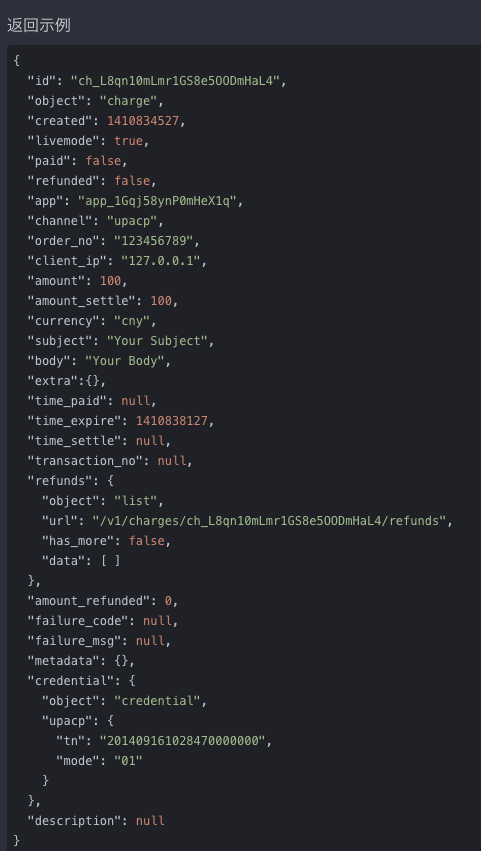 返回示例
{
  "id": "ch_L8qn10mLmr1GS8e5OODmHaL4",
  "object": "charge",
  "created": 1410834527,
  "livemode": true,
  "paid": false,
  "refunded": false,
  "app": "app_1Gqj58ynP0mHeX1q",
  "channel": "upacp",
  "order_no": "123456789",
  "client_ip": "127.0.0.1",
  "amount": 100,
  "amount_settle": 100,
  "currency": "cny",
  "subject": "Your Subject",
  "body": "Your Body",
  "extra":{},
  "time_paid": null,
  "time_expire": 1410838127,
  "time_settle": null,
  "transaction_no": null,
  "refunds": {
    "object": "list",
    "url": "/v1/charges/ch_L8qn10mLmr1GS8e5OODmHaL4/refunds",
    "has_more": false,
    "data": [ ]
  },
  "amount_refunded": 0,
  "failure_code": null,
  "failure_msg": null,
  "metadata": {},
  "credential": {
    "object": "credential",
    "upacp": {
      "tn": "201409161028470000000",
      "mode": "01"
    }
  },
  "description": null
}